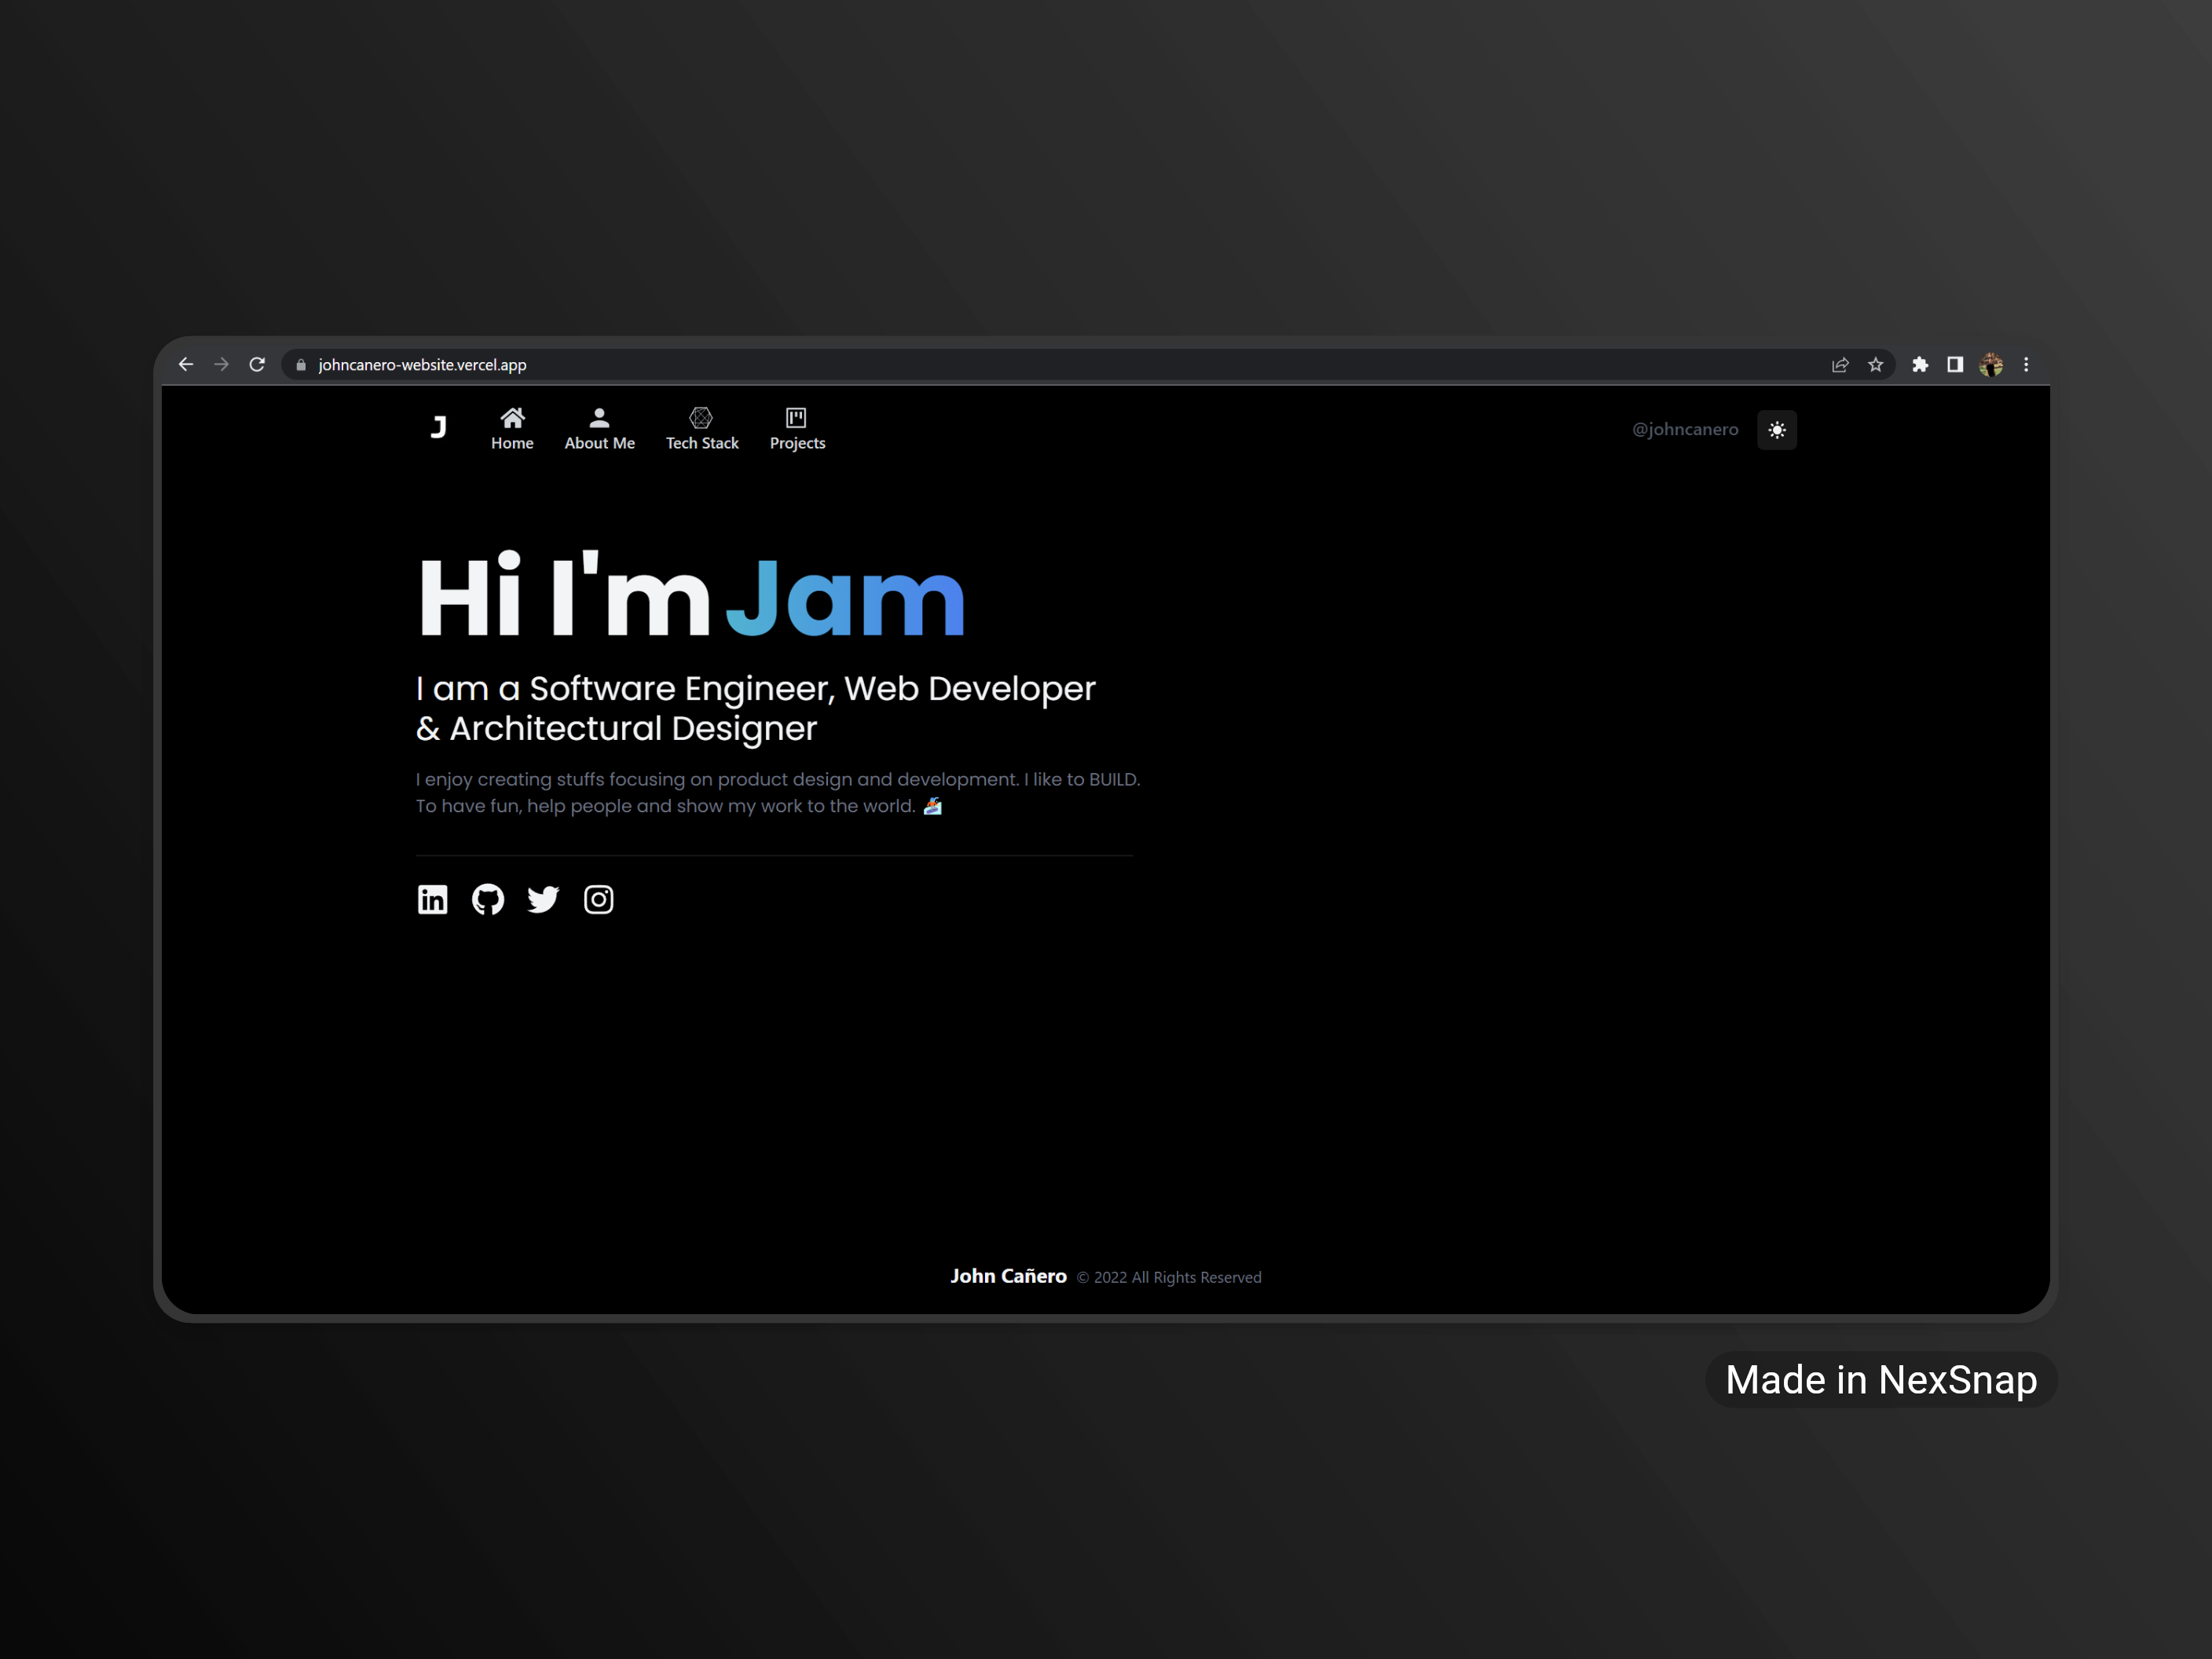 johncanero-website.vercel.app
J
Home
About Me
Tech Stack
Projects
@johncanero
Hi I'm Jam
I am a Software Engineer, Web Developer
& Architectural Designer
I enjoy creating stuffs focusing on product design and development. I like to BUILD.
To have fun, help people and show my work to the world. 🏂
in
John Cañero © 2022 All Rights Reserved
Made in NexSnap